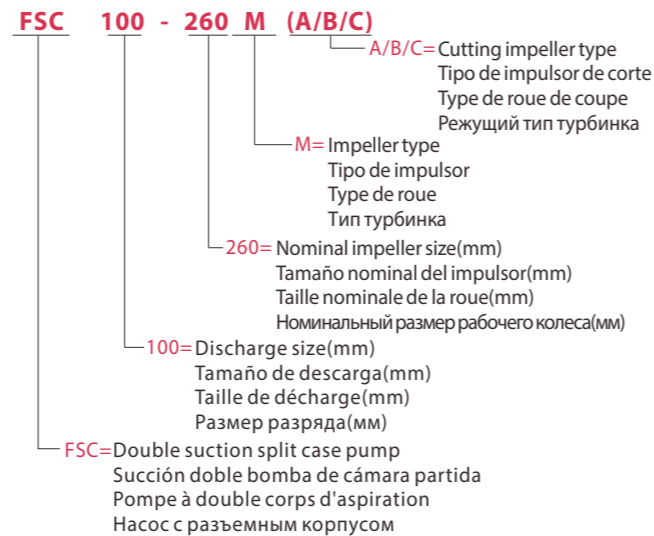 FSC 100 - 260 M (A/B/C)
A/B/C= Cutting impeller type
Tipo de impulsor de corte
Type de roue de coupe
Режущий тип турбинка
M= Impeller type
Tipo de impulsor
Type de roue
Тип турбинка
260= Nominal impeller size(mm)
Tamaño nominal del impulsor(mm)
Taille nominale de la roue(mm)
Номинальный размер рабочего колеса(мм)
100= Discharge size(mm)
Tamaño de descarga(mm)
Taille de décharge(mm)
Размер разряда(мм)
FSC= Double suction split case pump
Succión doble bomba de cámara partida
Pompe à double corps d'aspiration
Насос с разъемным корпусом